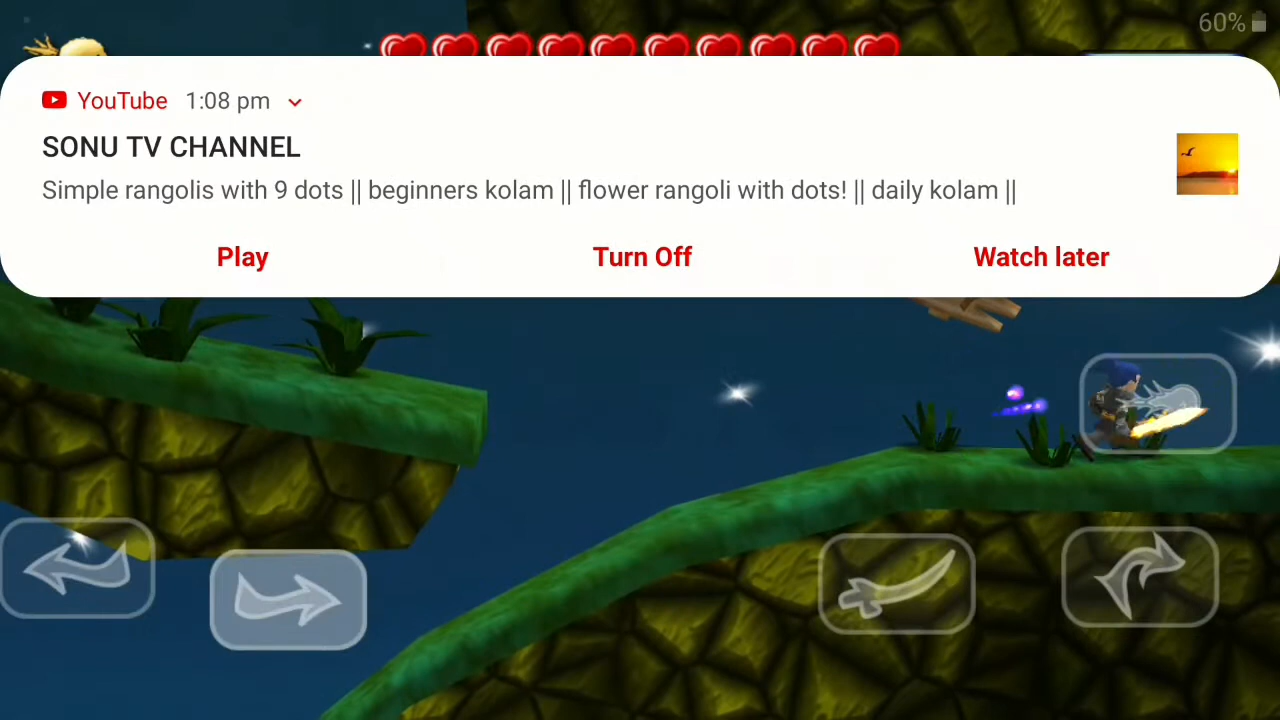 60%
YouTube 1:08 pm
SONU TV CHANNEL
Simple rangolis with 9 dots || beginners kolam || flower rangoli with dots! || daily kolam ||
Play Turn Off Watch later